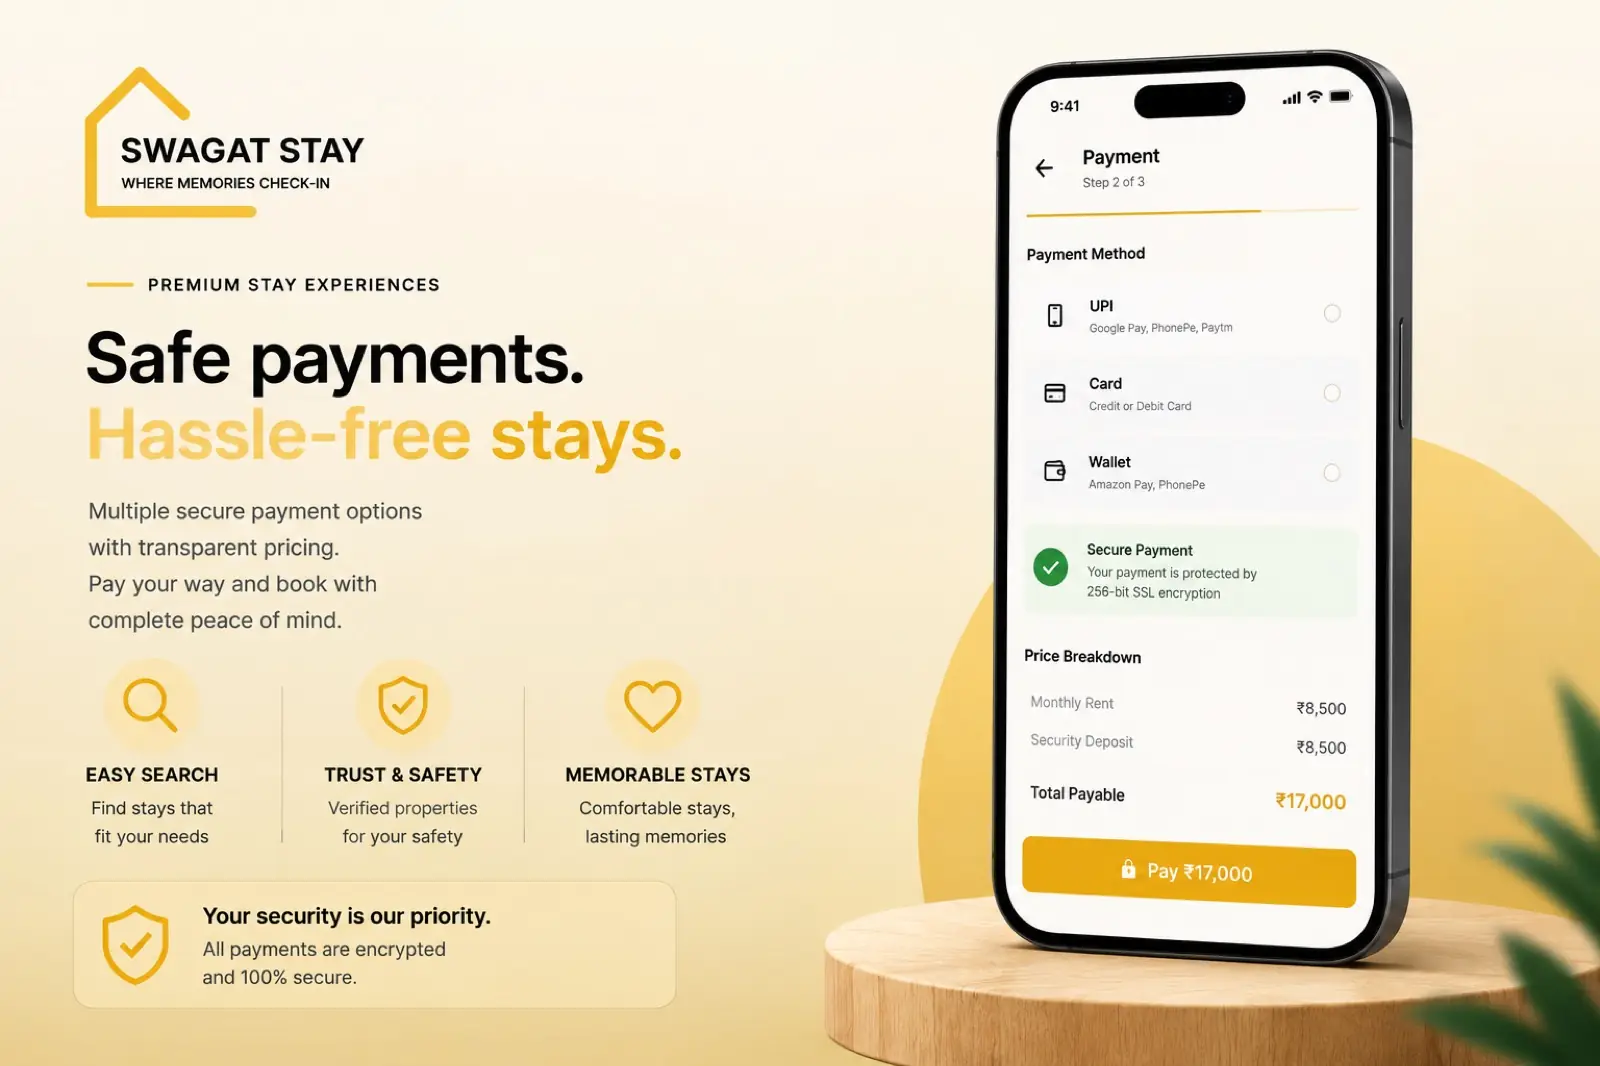 SWAGAT STAY
WHERE MEMORIES CHECK-IN
PREMIUM STAY EXPERIENCES
Safe payments.
Hassle-free stays.
Multiple secure payment options
with transparent pricing.
Pay your way and book with
complete peace of mind.
EASY SEARCH
Find stays that
fit your needs
TRUST & SAFETY
Verified properties
for your safety
MEMORABLE STAYS
Comfortable stays,
lasting memories
Your security is our priority.
All payments are encrypted
and 100% secure.
9:41
Payment
Step 2 of 3
Payment Method
UPI
Google Pay, PhonePe, Paytm
Card
Credit or Debit Card
Wallet
Amazon Pay, PhonePe
Secure Payment
Your payment is protected by
256-bit SSL encryption
Price Breakdown
Monthly Rent ₹8,500
Security Deposit ₹8,500
Total Payable ₹17,000
Pay ₹17,000